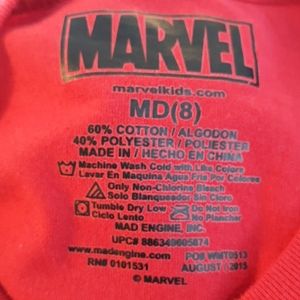 MARVEL
marvelkids.com
MD(8)
60% COTTON / ALGODON
40% POLYESTER / POLIESTER
MADE IN / HECHO EN CHINA
Machine Wash Cold with Like Colors
Lavar En Maquina Agua Fria Por Colores
Only Non-Chlorine Bleach
Solo Blanqueador Sin Cloro
Tumble Dry Low Do Not Iron
Ciclo Lento No Planchar
MAD ENGINE, INC.
UPC# 886349605874
www.madengine.com PO# WMT0513
RN# 0101531 AUGUST / 2015
© MARVEL